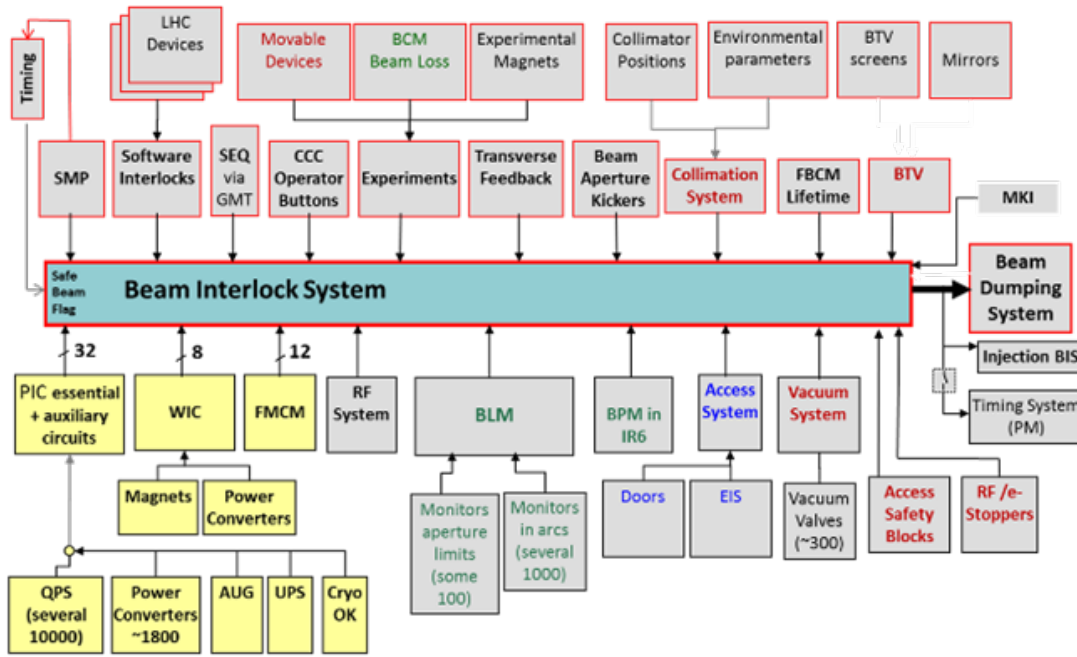 Timing
LHC
Devices
Movable
Devices
BCM
Beam Loss
Experimental
Magnets
Collimator
Positions
Environmental
parameters
BTV
screens
Mirrors
SMP
Software
Interlocks
SEQ
via
GMT
CCC
Operator
Buttons
Experiments
Transverse
Feedback
Beam
Aperture
Kickers
Collimation
System
FBCM
Lifetime
BTV
MKI
Safe
Beam
Flag
Beam Interlock System
Beam
Dumping
System
32
8
12
Injection BIS
PIC essential
+ auxiliary
circuits
WIC
FMCM
RF
System
BLM
BPM in
IR6
Access
System
Vacuum
System
Timing System
(PM)
Magnets
Power
Converters
Monitors
aperture
limits
(some
100)
Monitors
in arcs
(several
1000)
Doors
EIS
Vacuum
Valves
(~300)
Access
Safety
Blocks
RF /e-
Stoppers
QPS
(several
10000)
Power
Converters
~1800
AUG
UPS
Cryo
OK